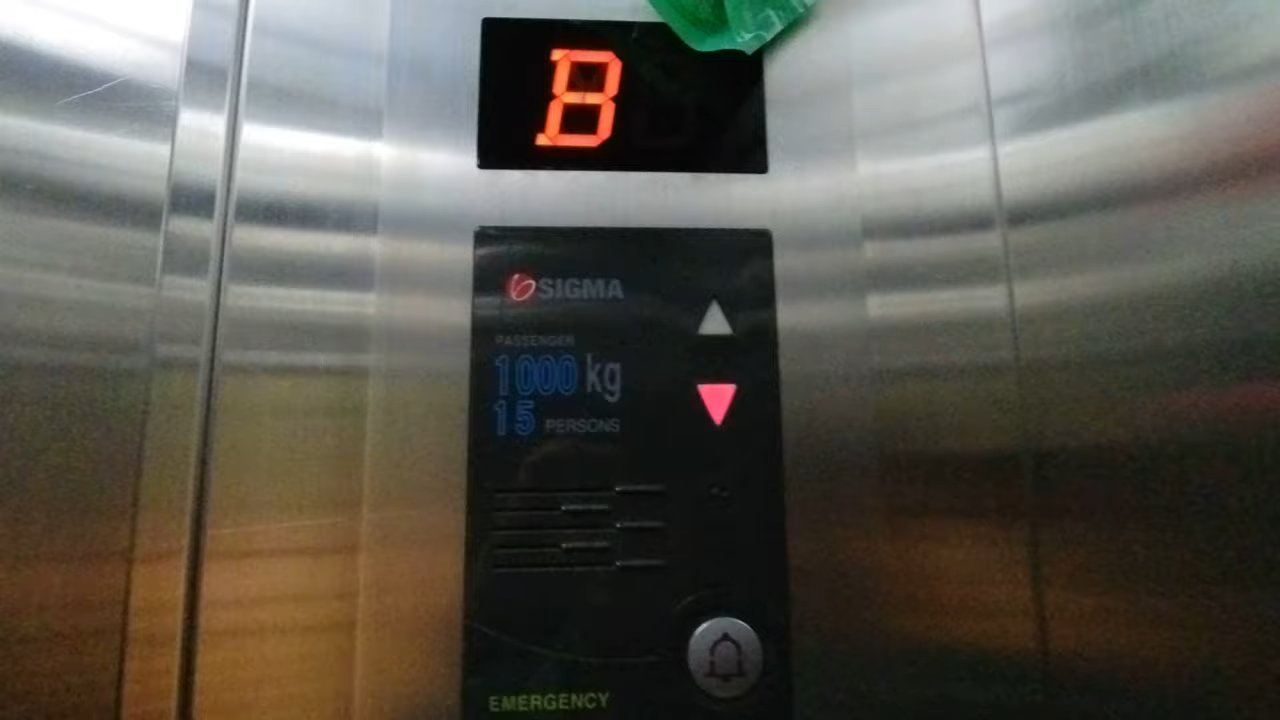 B
SIGMA
PASSENGER
1000 kg
15 PERSONS
EMERGENCY